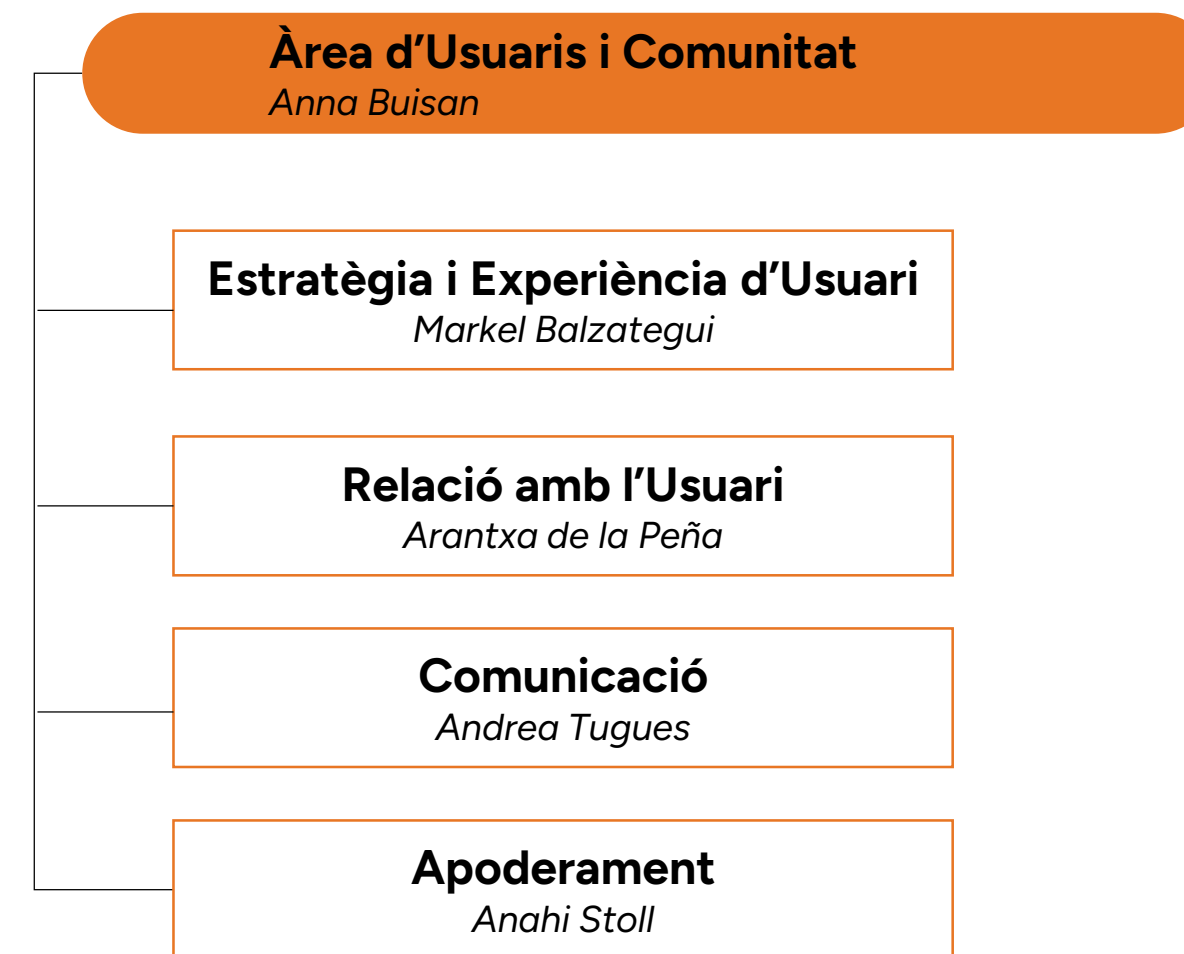 Àrea d’Usuaris i Comunitat
Anna Buisan
Estratègia i Experiència d’Usuari
Markel Balzategui
Relació amb l’Usuari
Arantxa de la Peña
Comunicació
Andrea Tugues
Apoderament
Anahi Stoll